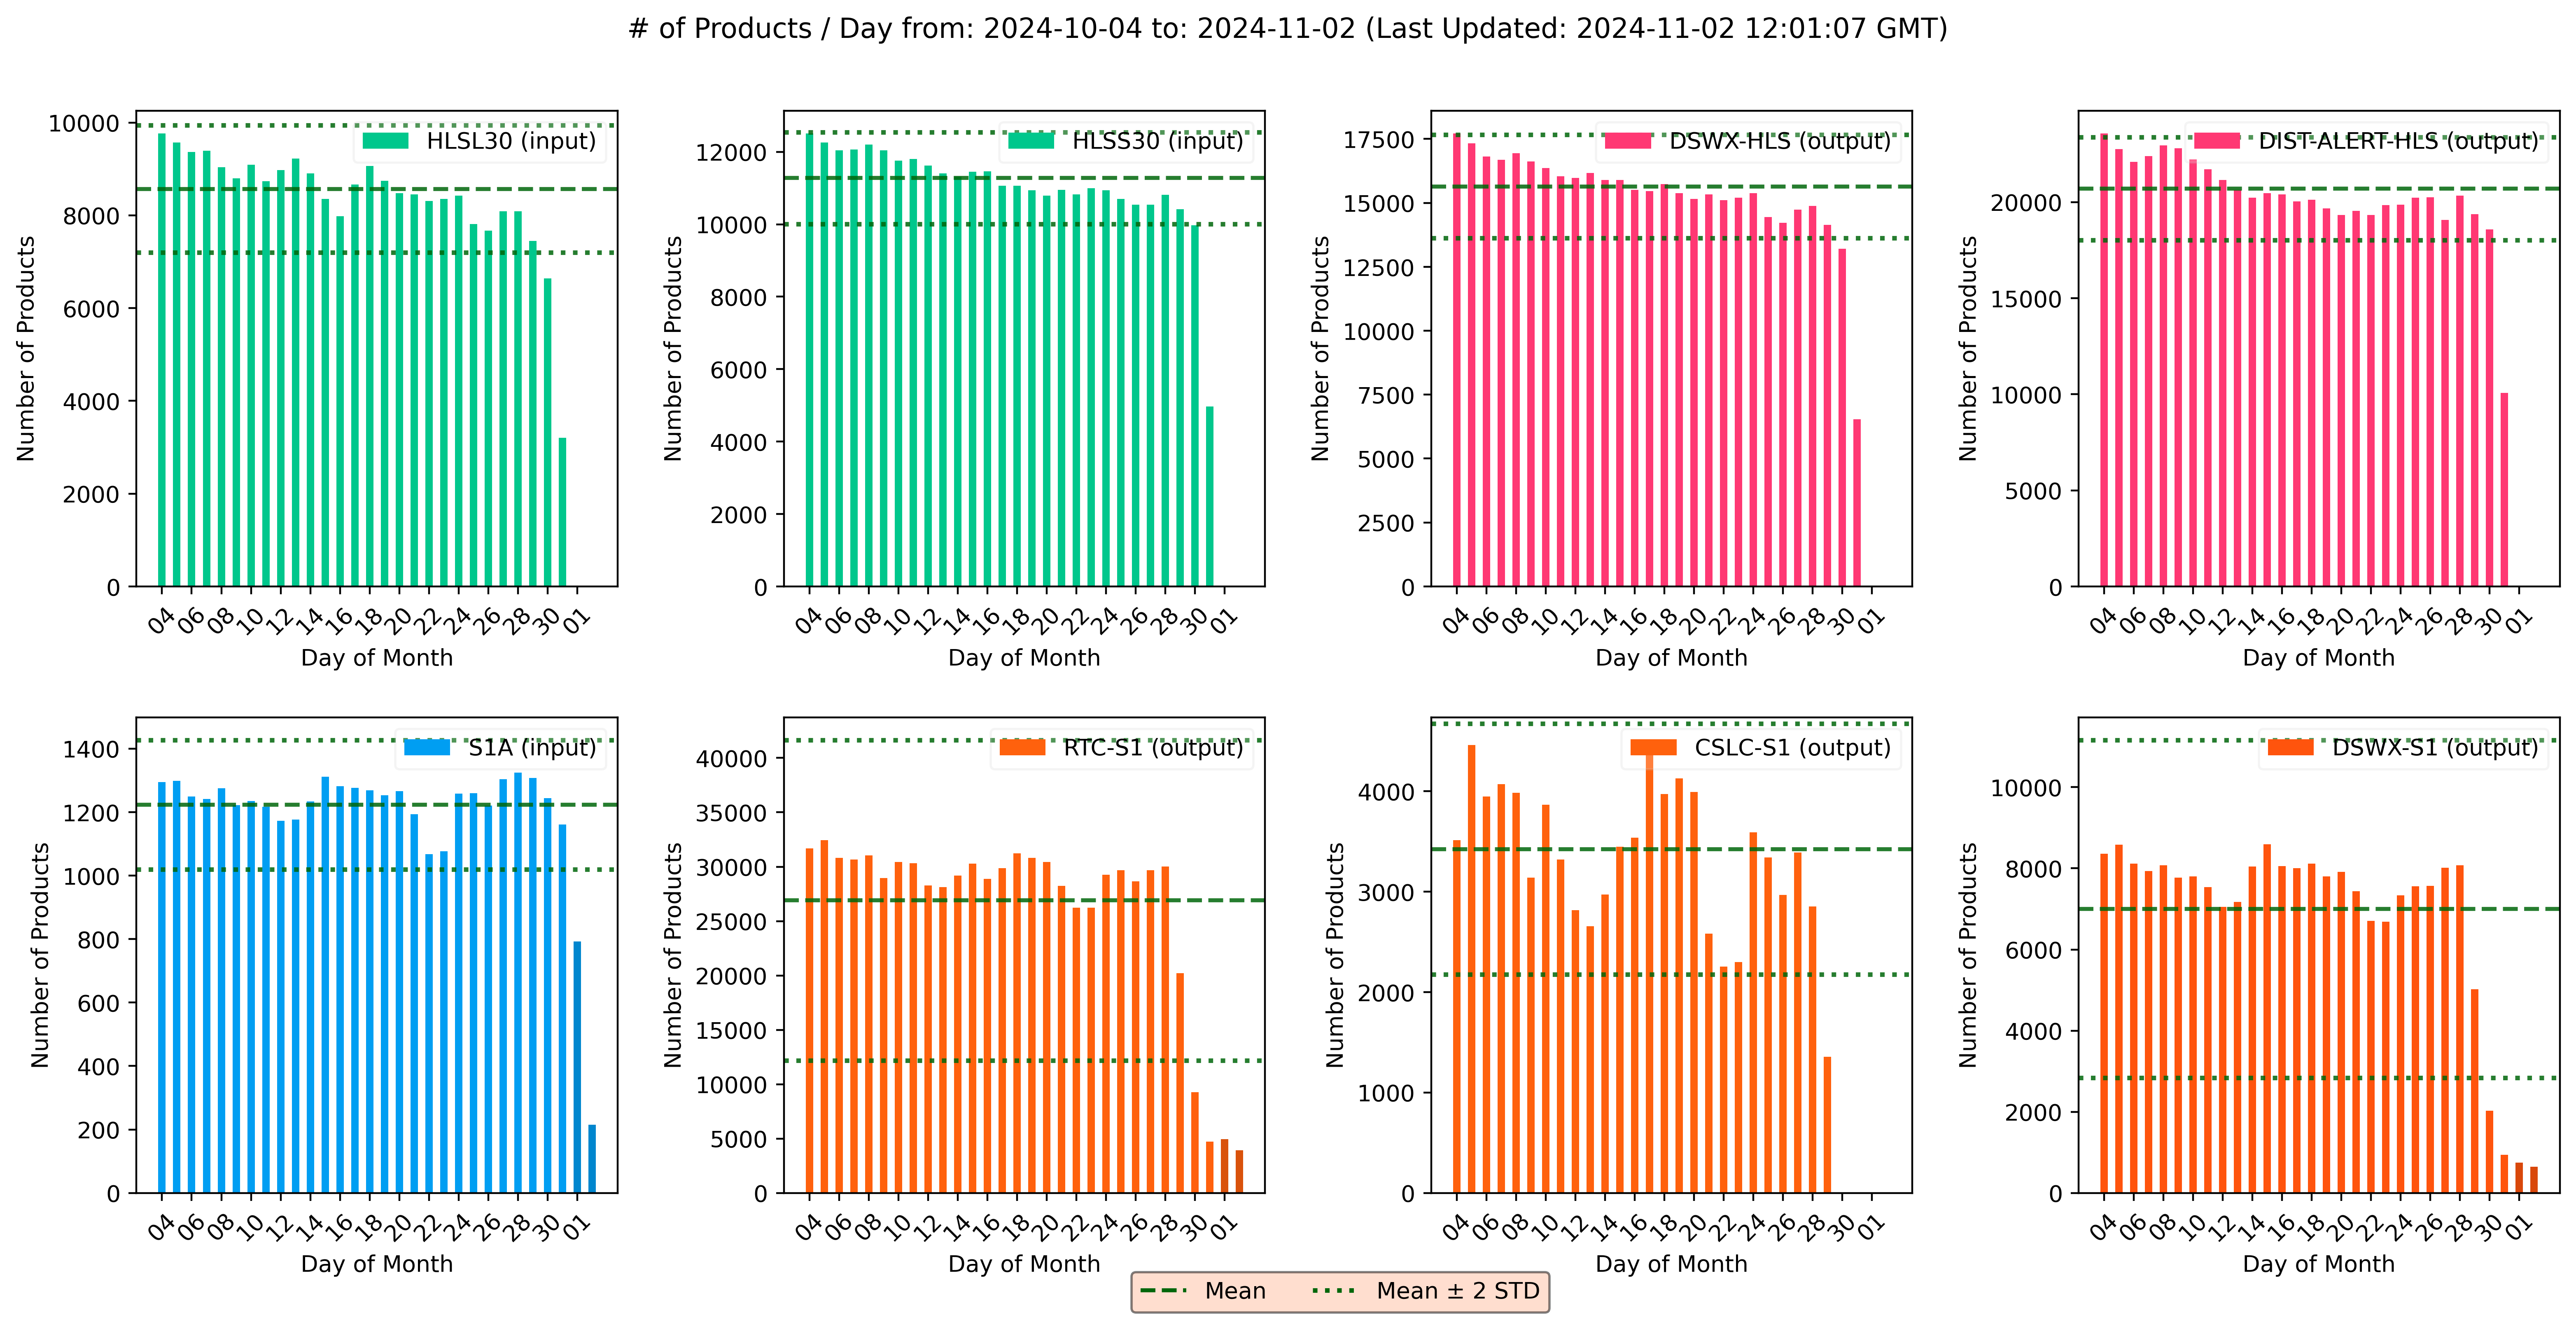 # of Products / Day from: 2024-10-04 to: 2024-11-02 (Last Updated: 2024-11-02 12:01:07 GMT)
HLSL30 (input)
Number of Products
10000
8000
6000
4000
2000
0
04 06 08 10 12 14 16 18 20 22 24 26 28 30 01
Day of Month
HLSS30 (input)
Number of Products
12000
10000
8000
6000
4000
2000
0
04 06 08 10 12 14 16 18 20 22 24 26 28 30 01
Day of Month
DSWX-HLS (output)
Number of Products
17500
15000
12500
10000
7500
5000
2500
0
04 06 08 10 12 14 16 18 20 22 24 26 28 30 01
Day of Month
DIST-ALERT-HLS (output)
Number of Products
20000
15000
10000
5000
0
04 06 08 10 12 14 16 18 20 22 24 26 28 30 01
Day of Month
S1A (input)
Number of Products
1400
1200
1000
800
600
400
200
0
04 06 08 10 12 14 16 18 20 22 24 26 28 30 01
Day of Month
RTC-S1 (output)
Number of Products
40000
35000
30000
25000
20000
15000
10000
5000
0
04 06 08 10 12 14 16 18 20 22 24 26 28 30 01
Day of Month
CSLC-S1 (output)
Number of Products
4000
3000
2000
1000
0
04 06 08 10 12 14 16 18 20 22 24 26 28 30 01
Day of Month
DSWX-S1 (output)
Number of Products
10000
8000
6000
4000
2000
0
04 06 08 10 12 14 16 18 20 22 24 26 28 30 01
Day of Month
Mean
Mean ± 2 STD